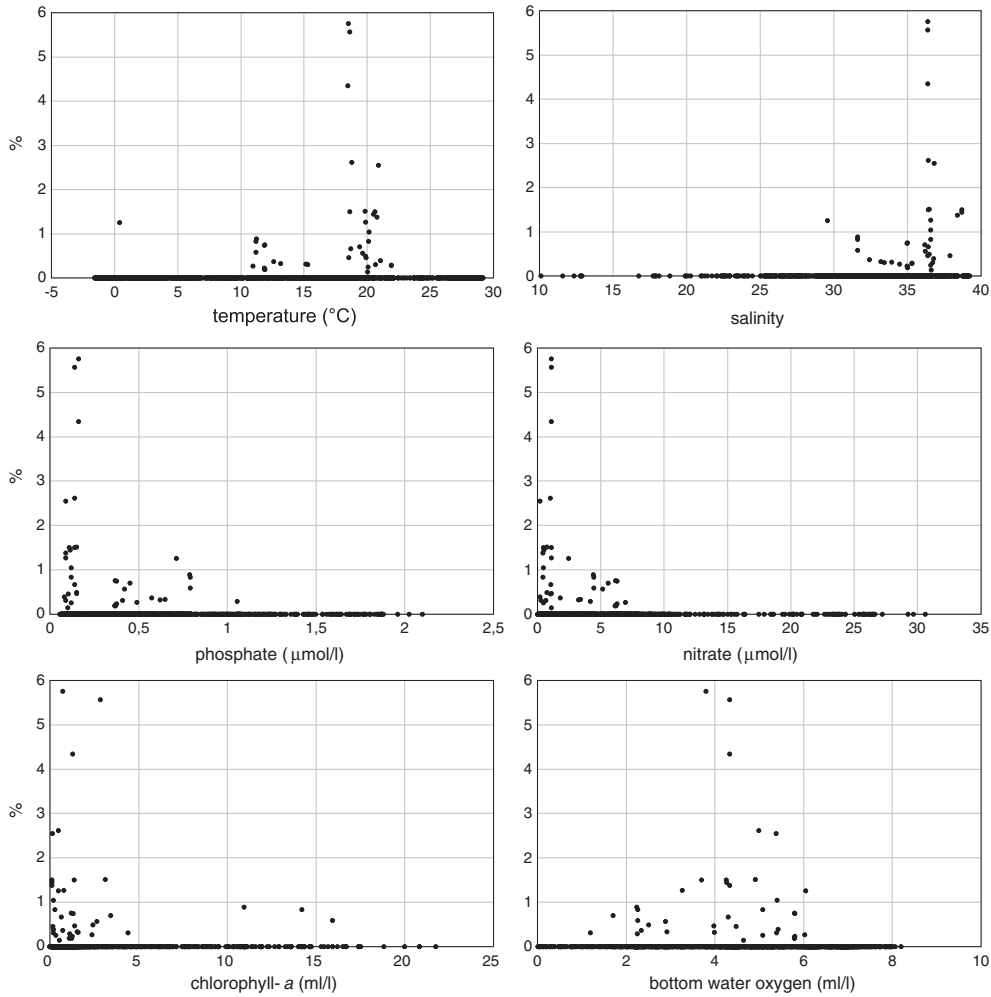 6 5 4 3 2 1 0
%
-5 0 5 10 15 20 25 30
temperature (°C)
6 5 4 3 2 1 0
10 15 20 25 30 35 40
salinity
6 5 4 3 2 1 0
%
0 0,5 1 1,5 2 2,5
phosphate ( μmol/l)
6 5 4 3 2 1 0
0 5 10 15 20 25 30 35
nitrate ( μmol/l)
6 5 4 3 2 1 0
%
0 5 10 15 20 25
chlorophyll- a (ml/l)
6 5 4 3 2 1 0
0 2 4 6 8 10
bottom water oxygen (ml/l)